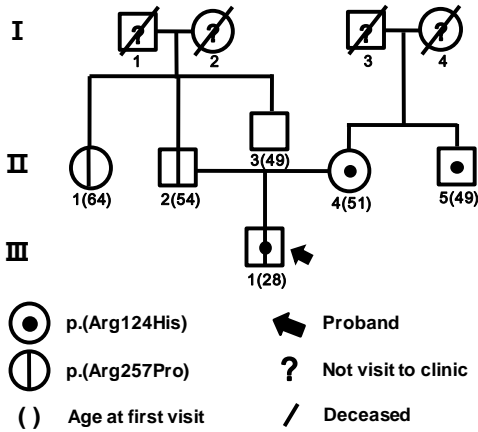 I
?
?
?
?
1
2
3
4
II
3(49)
1(64)
2(54)
4(51)
5(49)
III
1(28)
p.(Arg124His)
Proband
p.(Arg257Pro)
? Not visit to clinic
( ) Age at first visit
/ Deceased